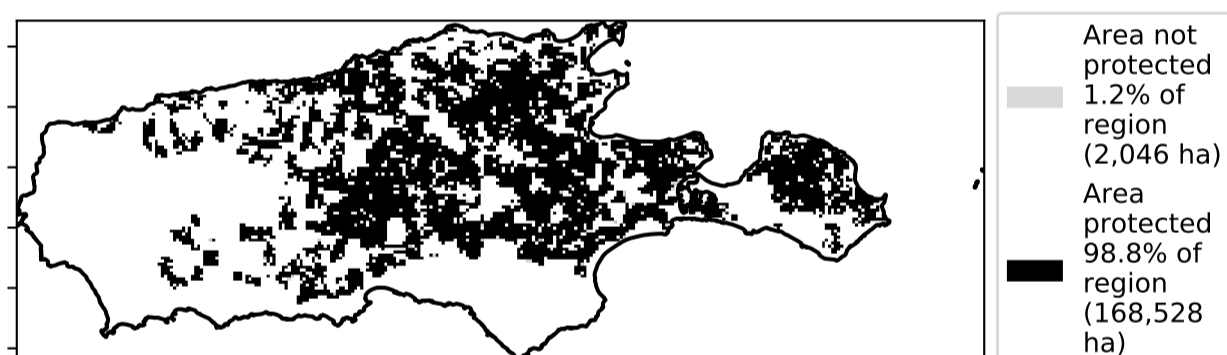 Area not
protected
1.2% of
region
(2,046 ha)
Area
protected
98.8% of
region
(168,528
ha)